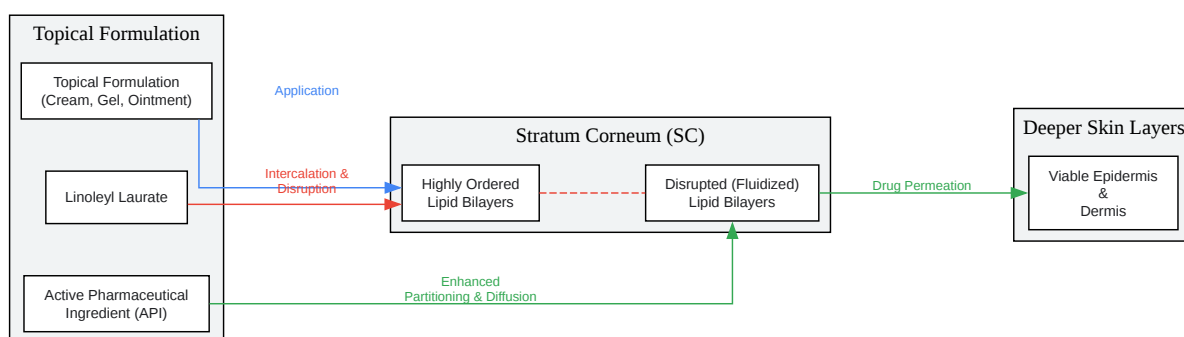 Topical Formulation
Topical Formulation
(Cream, Gel, Ointment)
Linoleyl Laurate
Active Pharmaceutical
Ingredient (API)
Application
Intercalation &
Disruption
Enhanced
Partitioning & Diffusion
Stratum Corneum (SC)
Highly Ordered
Lipid Bilayers
Disrupted (Fluidized)
Lipid Bilayers
Drug Permeation
Deeper Skin Layers
Viable Epidermis
&
Dermis